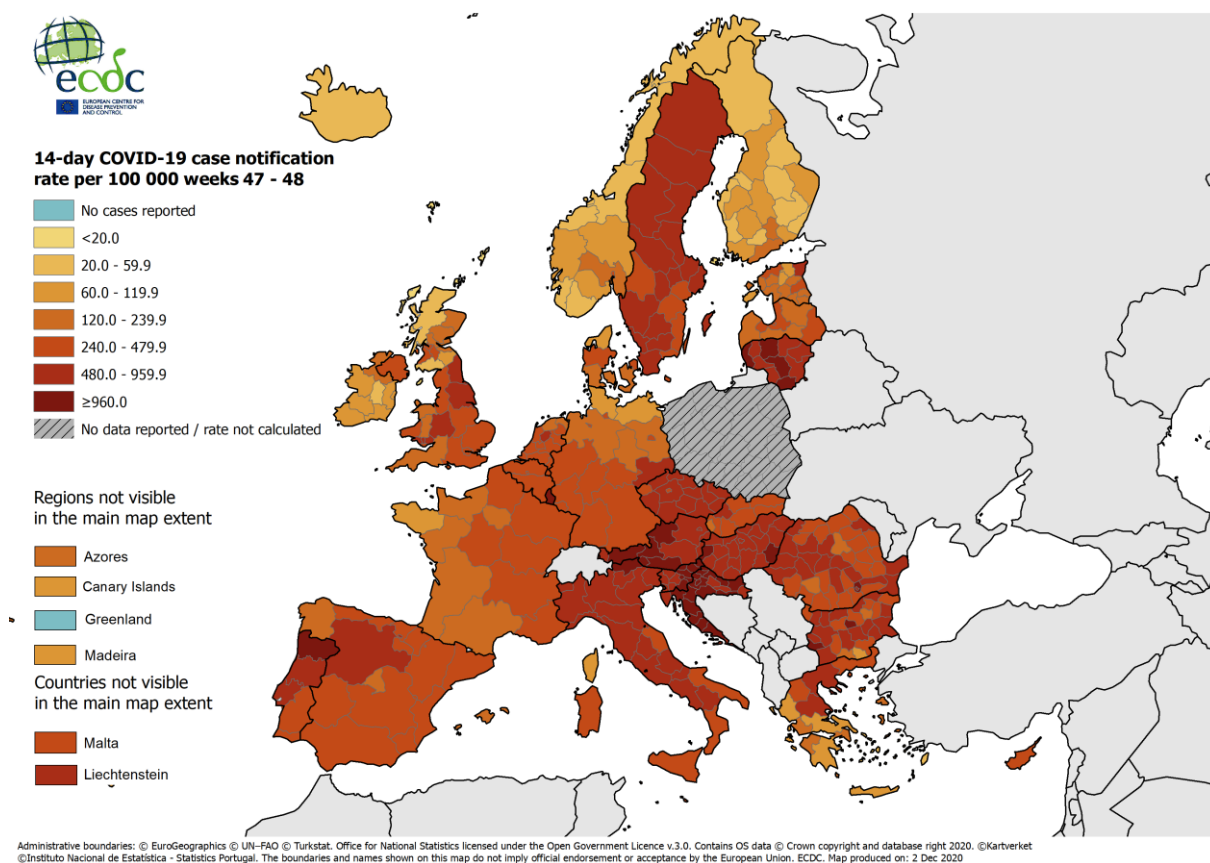 ecdc
EUROPEAN CENTRE FOR
DISEASE PREVENTION
AND CONTROL
14-day COVID-19 case notification
rate per 100 000 weeks 47 - 48
No cases reported
<20.0
20.0 - 59.9
60.0 - 119.9
120.0 - 239.9
240.0 - 479.9
480.0 - 959.9
≥960.0
No data reported / rate not calculated
Regions not visible
in the main map extent
Azores
Canary Islands
Greenland
Madeira
Countries not visible
in the main map extent
Malta
Liechtenstein
Administrative boundaries: © EuroGeographics © UN–FAO © Turkstat. Office for National Statistics licensed under the Open Government Licence v.3.0. Contains OS data © Crown copyright and database right 2020. ©Kartverket
©Instituto Nacional de Estatística - Statistics Portugal. The boundaries and names shown on this map do not imply official endorsement or acceptance by the European Union. ECDC. Map produced on: 2 Dec 2020